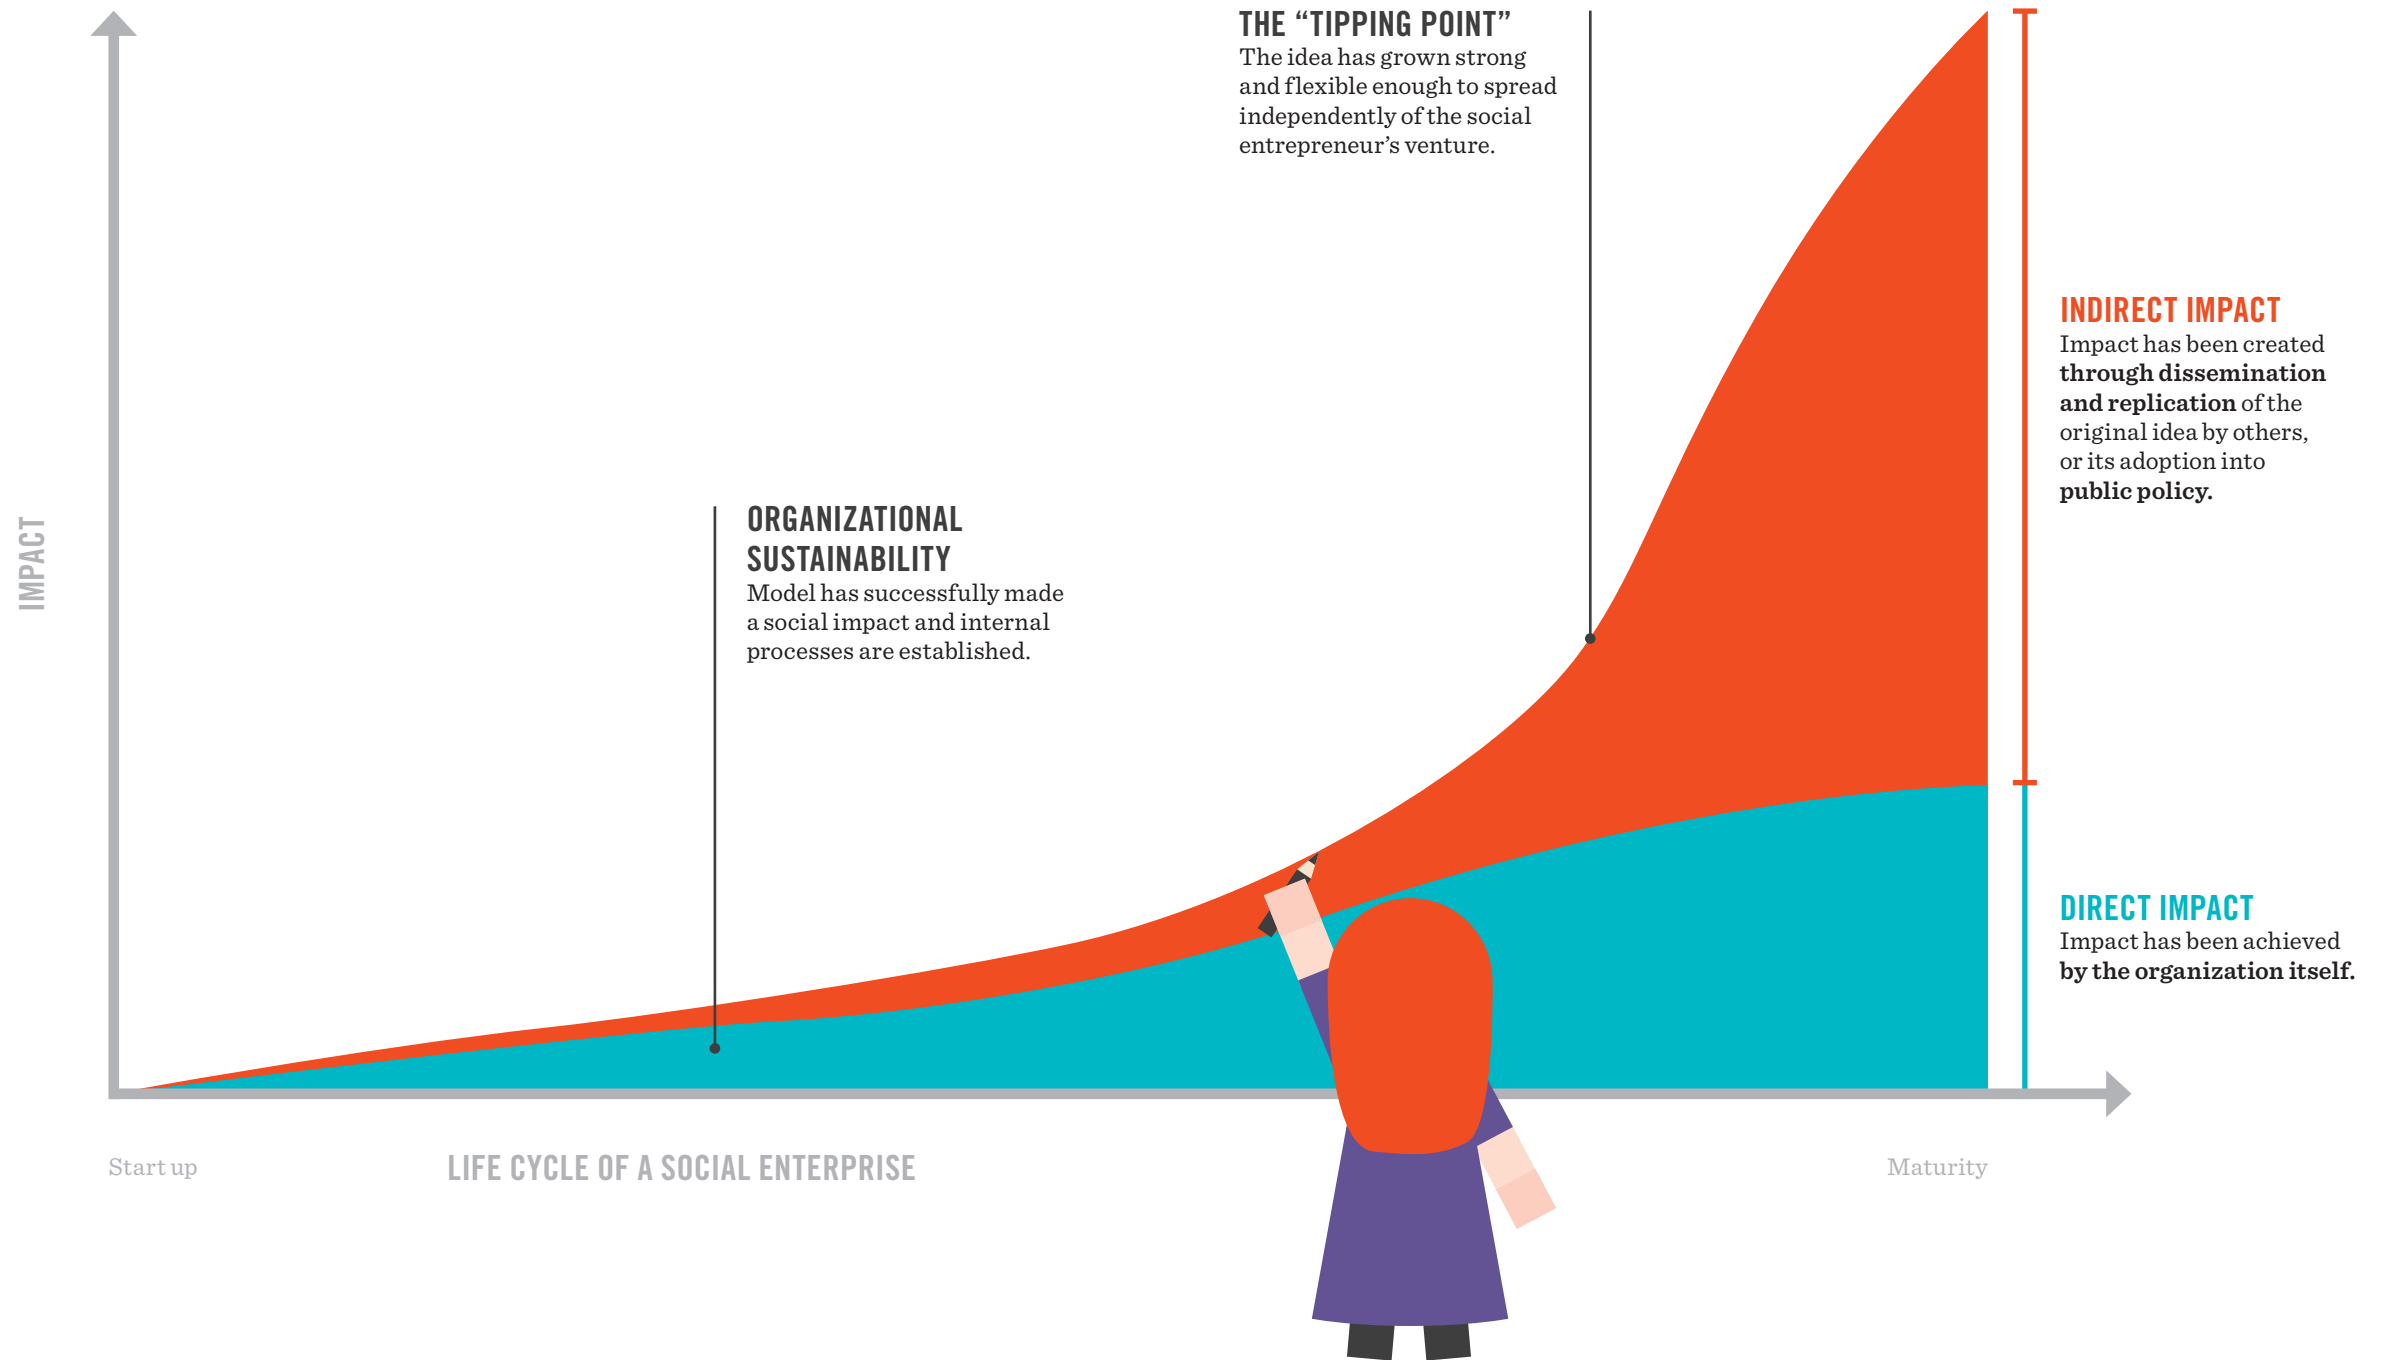 THE “TIPPING POINT”
The idea has grown strong
and flexible enough to spread
independently of the social
entrepreneur’s venture.
INDIRECT IMPACT
Impact has been created
through dissemination
and replication of the
original idea by others,
or its adoption into
public policy.
ORGANIZATIONAL
SUSTAINABILITY
Model has successfully made
a social impact and internal
processes are established.
IMPACT
DIRECT IMPACT
Impact has been achieved
by the organization itself.
Start up
LIFE CYCLE OF A SOCIAL ENTERPRISE
Maturity